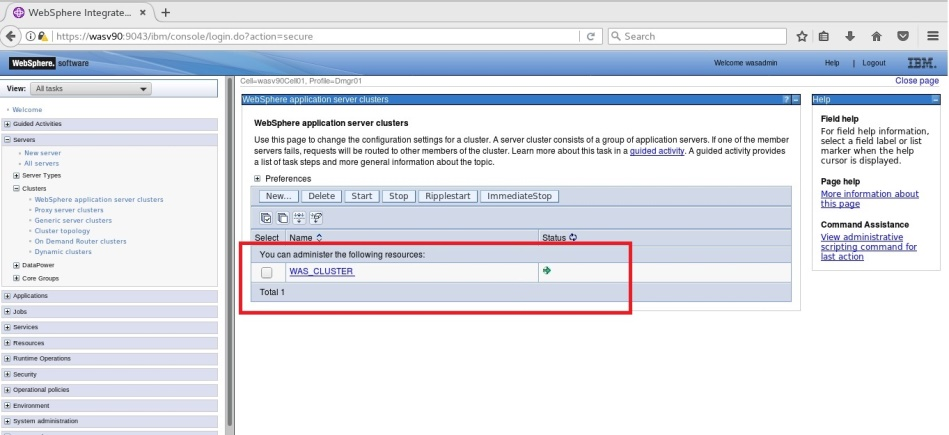 WebSphere Integrate...
https://wasv90:9043/ibm/console/login.do?action=secure
Search
WebSphere. software
Welcome wasadmin
Help | Logout
IBM.
View: All tasks
Welcome
Guided Activities
Servers
New server
All servers
Server Types
Clusters
WebSphere application server clusters
Proxy server clusters
Generic server clusters
Cluster topology
On Demand Router clusters
Dynamic clusters
DataPower
Core Groups
Applications
Jobs
Services
Resources
Runtime Operations
Security
Operational policies
Environment
System administration
Cell=wasv90Cell01, Profile=Dmgr01
Close page
WebSphere application server clusters
WebSphere application server clusters
Use this page to change the configuration settings for a cluster. A server cluster consists of a group of application servers. If one of the member
servers fails, requests will be routed to other members of the cluster. Learn more about this task in a guided activity. A guided activity provides
a list of task steps and more general information about the topic.
Preferences
New... Delete Start Stop Ripplestart ImmediateStop
Select Name Status
You can administer the following resources:
WAS_CLUSTER
Total 1
Help
Field help
For field help information,
select a field label or list
marker when the help
cursor is displayed.
Page help
More information about
this page
Command Assistance
View administrative
scripting command for
last action